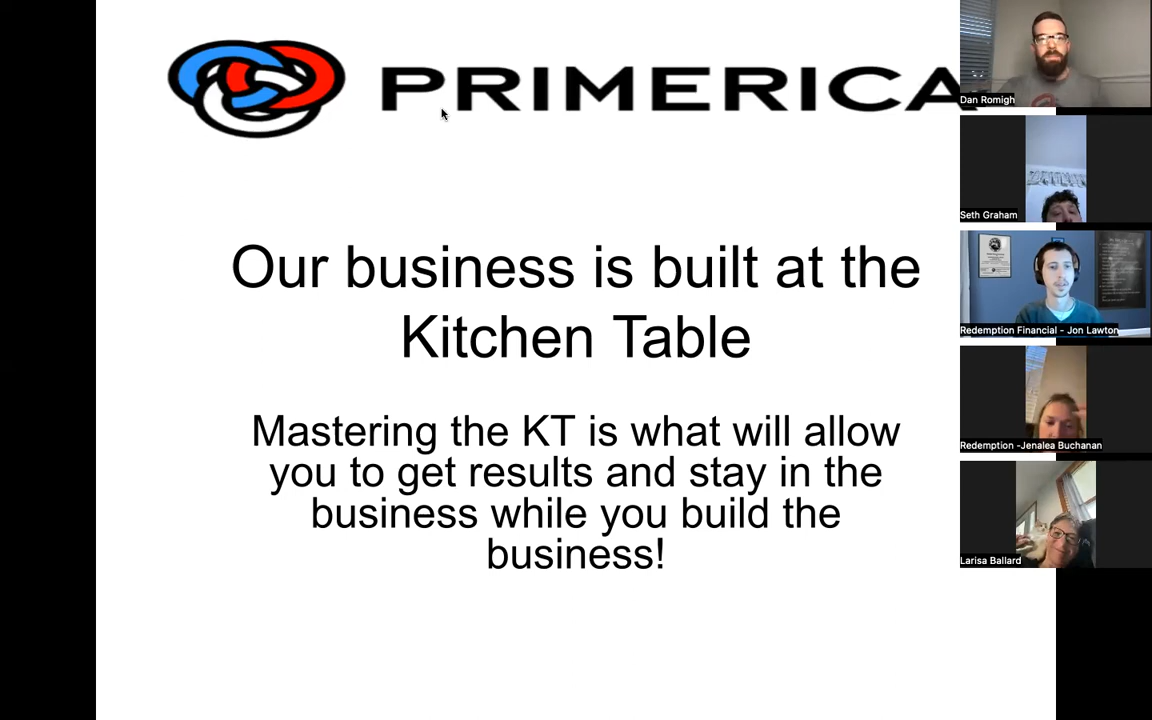 PRIMERICA
Our business is built at the
Kitchen Table
Mastering the KT is what will allow
you to get results and stay in the
business while you build the
business!
Dan Romigh
Seth Graham
Redemption Financial - Jon Lawton
Redemption -Jenalea Buchanan
Larisa Ballard